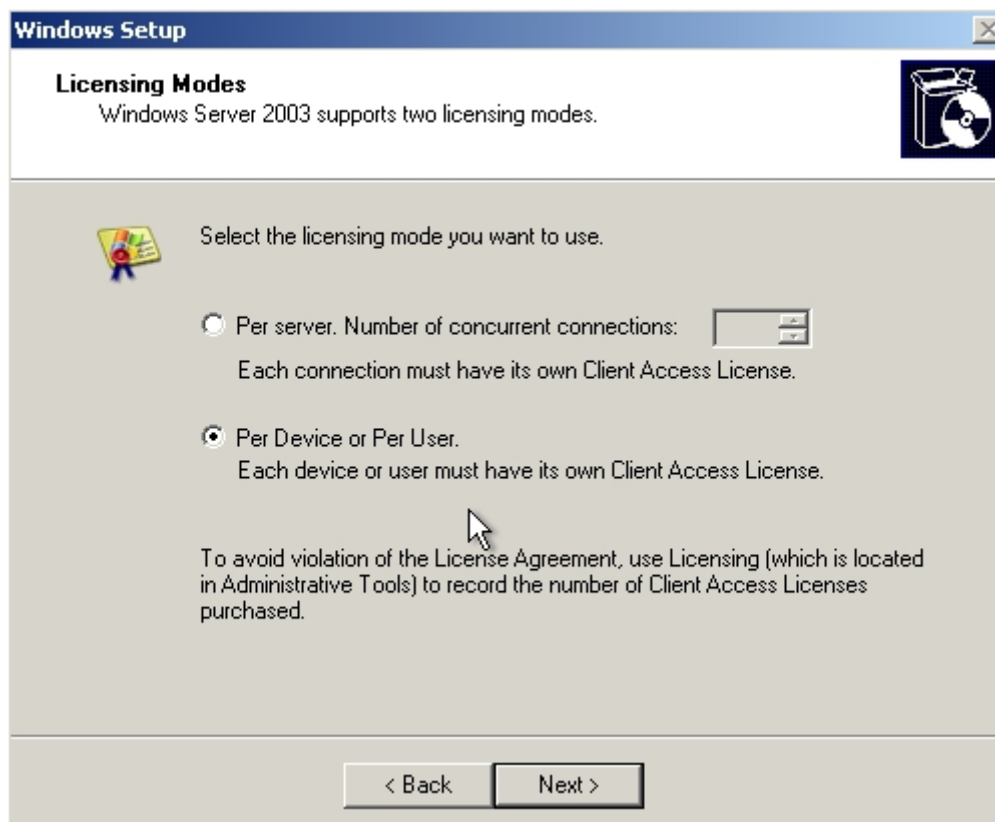 Windows Setup
Licensing Modes
Windows Server 2003 supports two licensing modes.
Select the licensing mode you want to use.
Per server. Number of concurrent connections:
Each connection must have its own Client Access License.
Per Device or Per User.
Each device or user must have its own Client Access License.
To avoid violation of the License Agreement, use Licensing (which is located
in Administrative Tools) to record the number of Client Access Licenses
purchased.
< Back
Next >